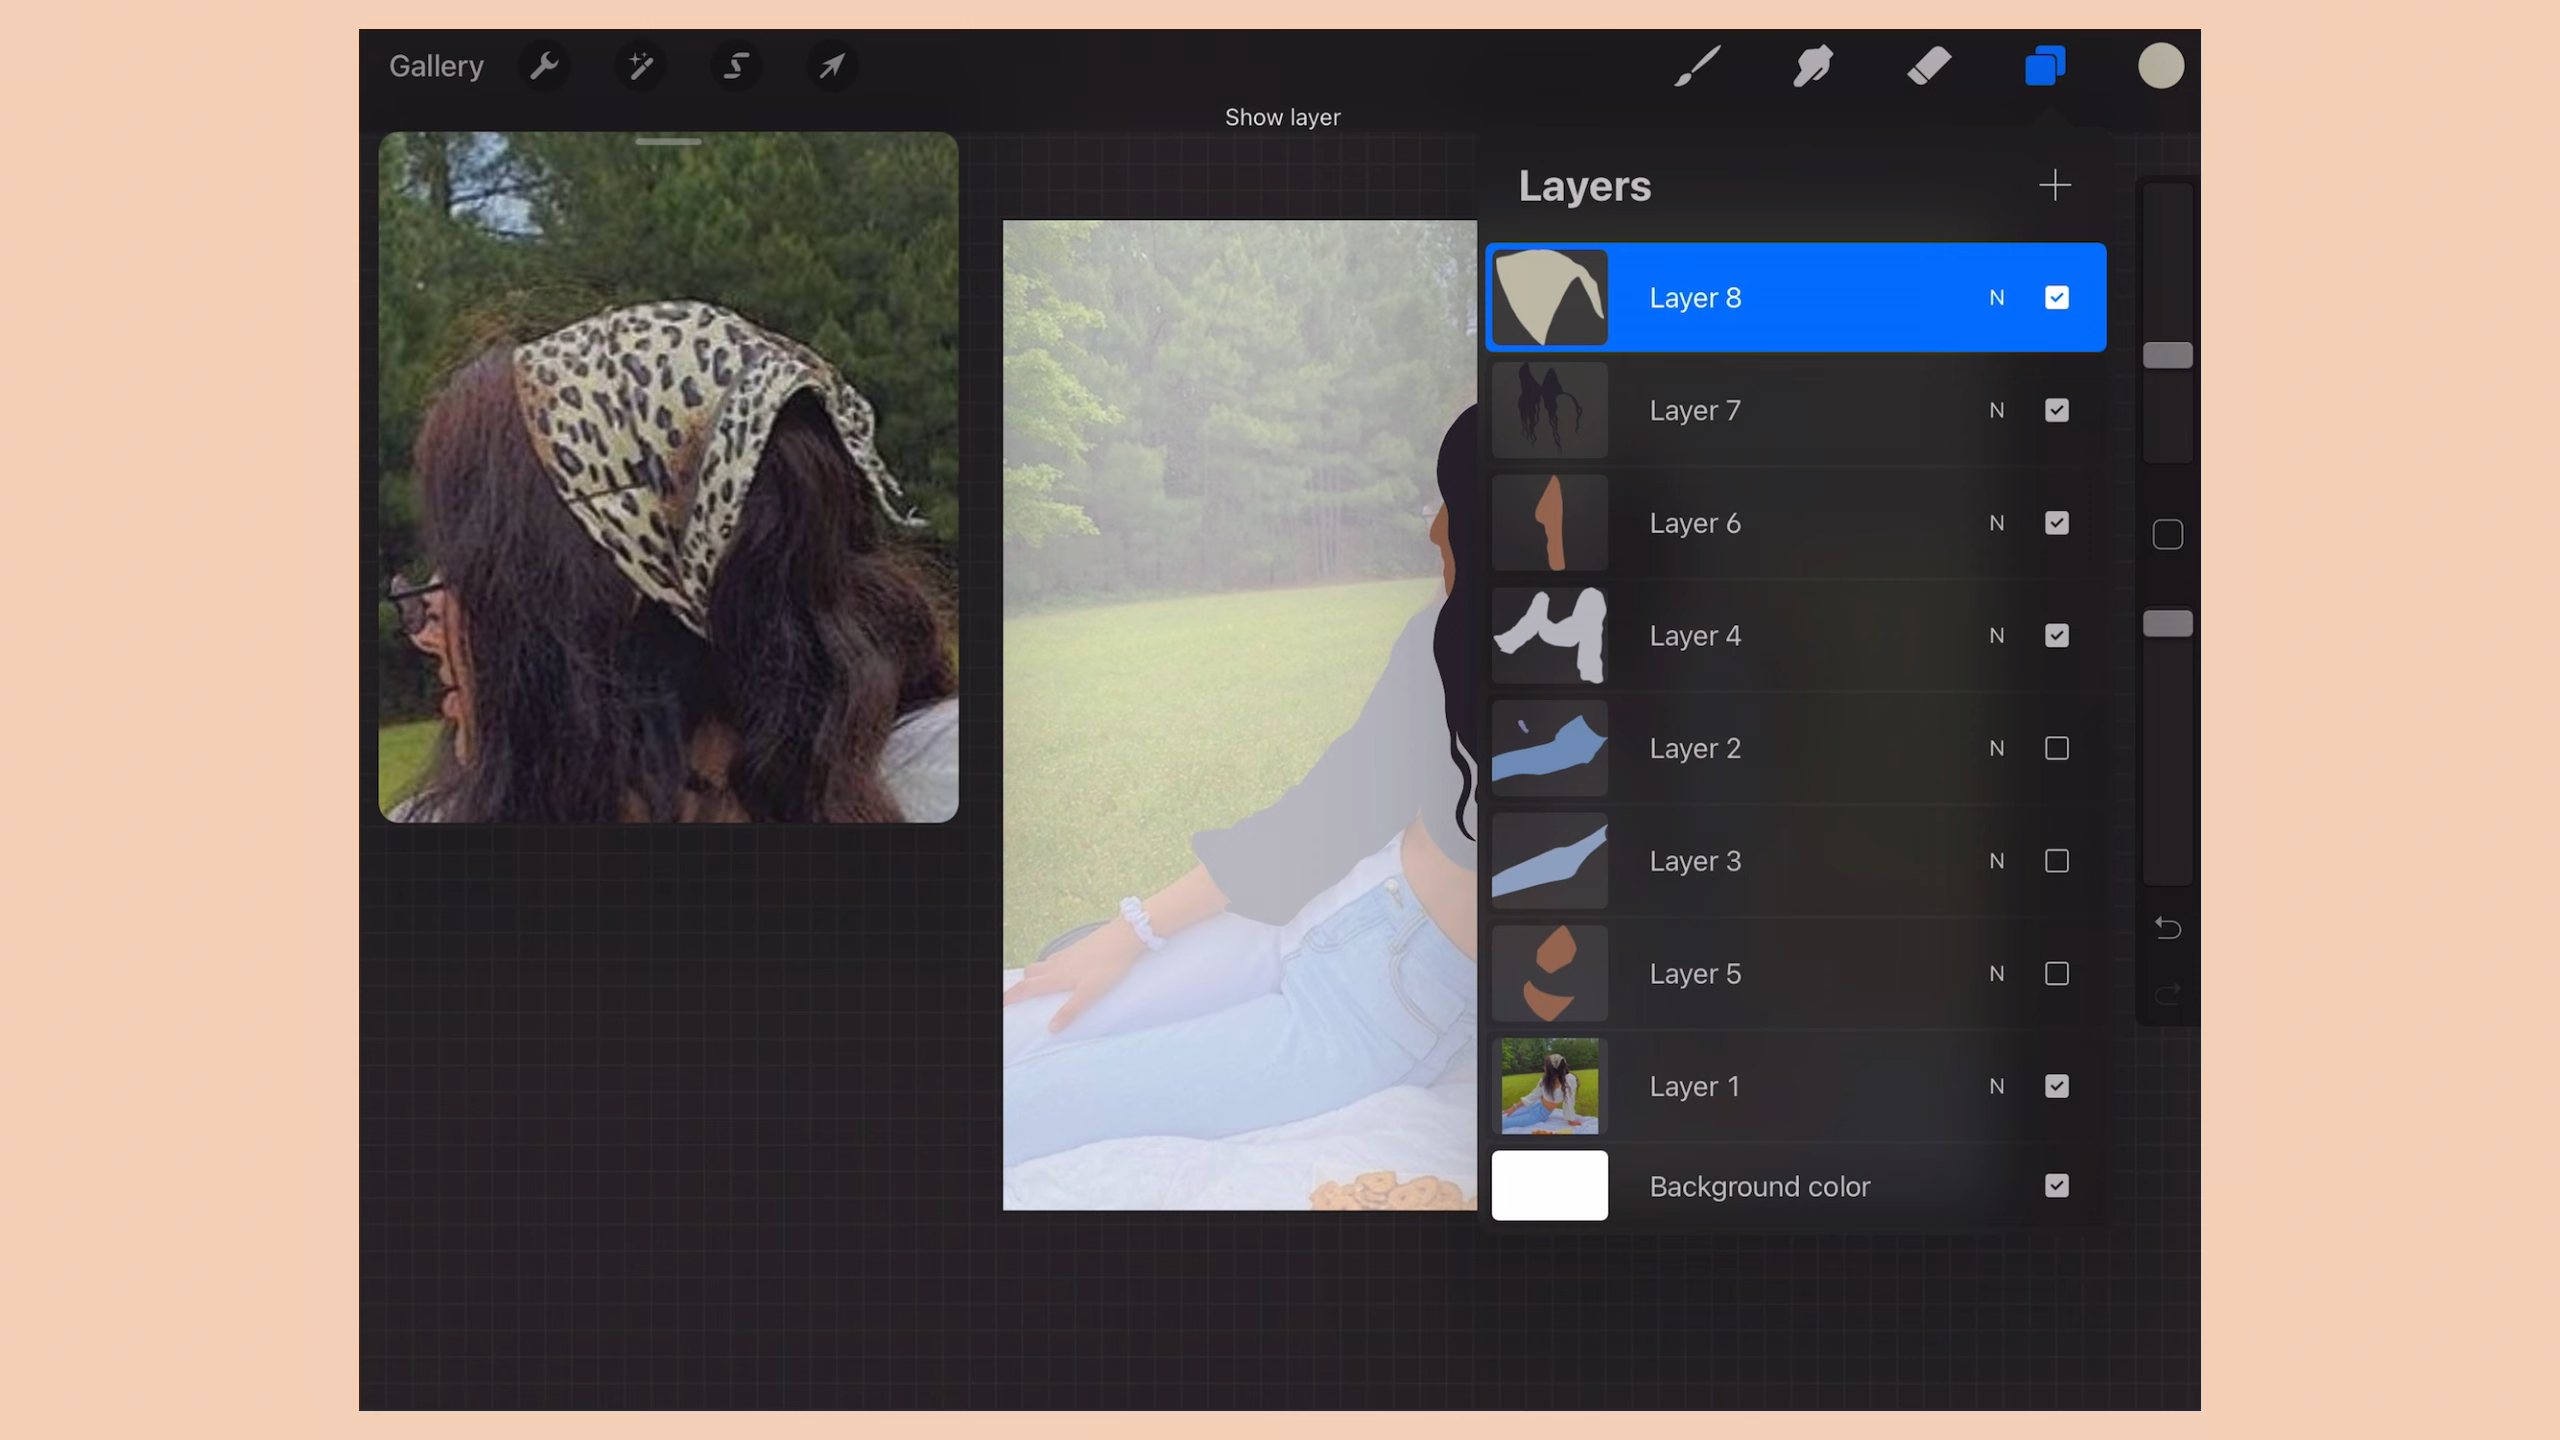 Gallery
Show layer
Layers
Layer 8 N
Layer 7 N
Layer 6 N
Layer 4 N
Layer 2 N
Layer 3 N
Layer 5 N
Layer 1 N
Background color